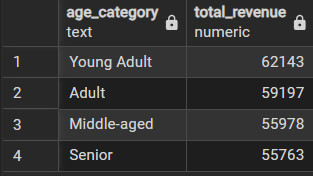 age_category total_revenue
text numeric
1 Young Adult 62143
2 Adult 59197
3 Middle-aged 55978
4 Senior 55763